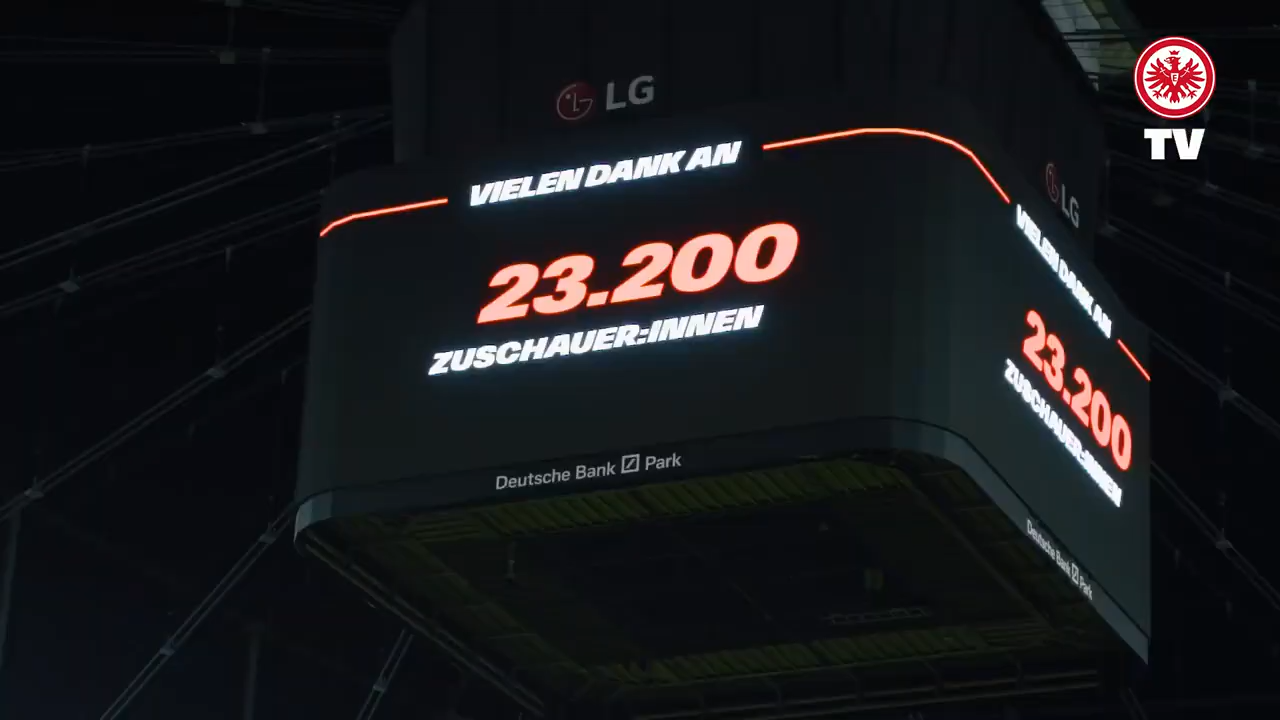 TV
LG
VIELEN DANK AN
23.200
ZUSCHAUER:INNEN
Deutsche Bank Park
LG
VIELEN DANK AN
23.200
ZUSCHAUER:INNEN
Deutsche Bank Park